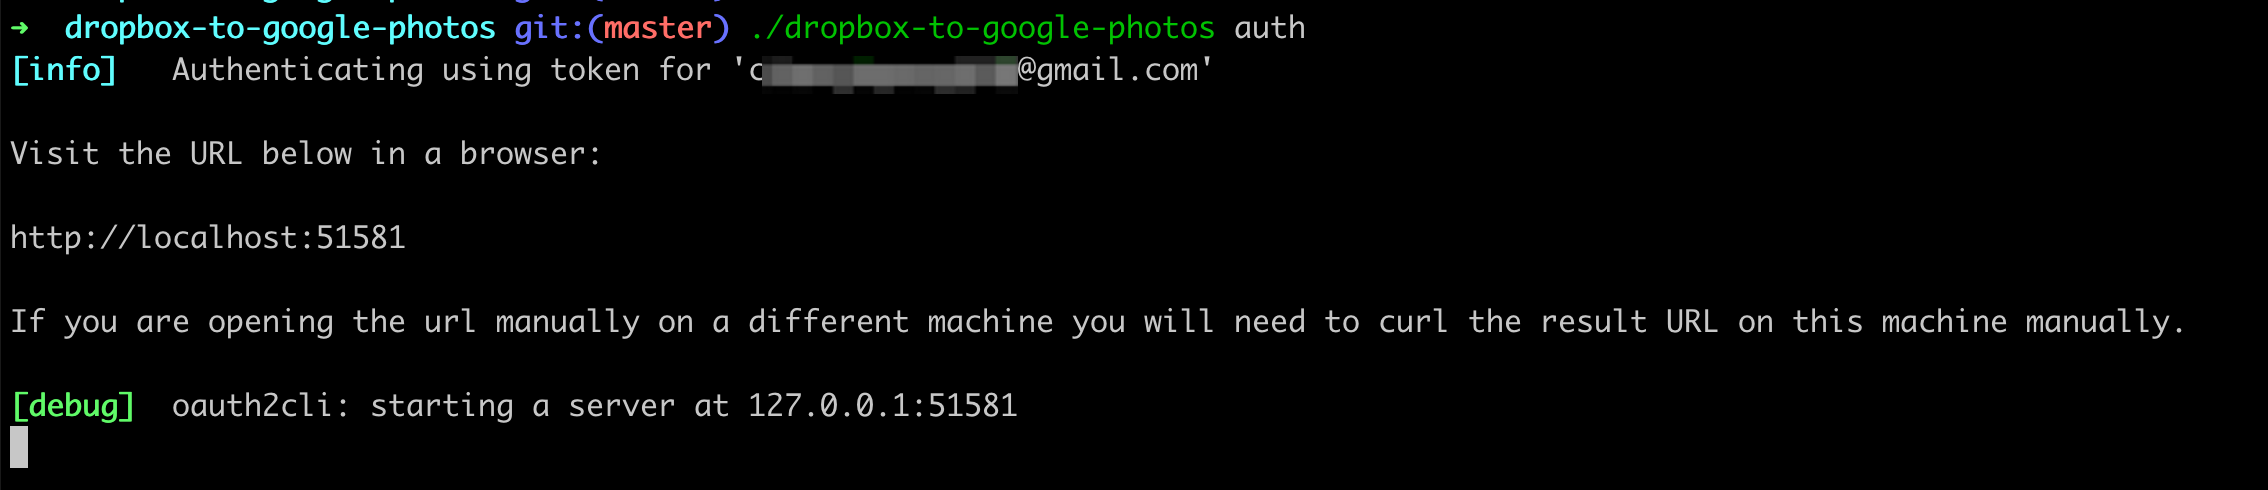 ➜ dropbox-to-google-photos git:(master) ./dropbox-to-google-photos auth
[info] Authenticating using token for 'c@gmail.com'
Visit the URL below in a browser:
http://localhost:51581
If you are opening the url manually on a different machine you will need to curl the result URL on this machine manually.
[debug] oauth2cli: starting a server at 127.0.0.1:51581